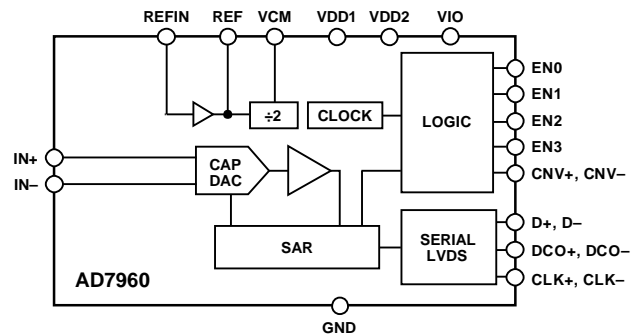 REFIN REF VCM VDD1 VDD2 VIO
EN0
EN1
÷2
CLOCK
LOGIC
EN2
EN3
IN+
IN–
CAP
DAC
CNV+, CNV–
D+, D–
SAR
SERIAL
LVDS
DCO+, DCO–
AD7960
CLK+, CLK–
GND